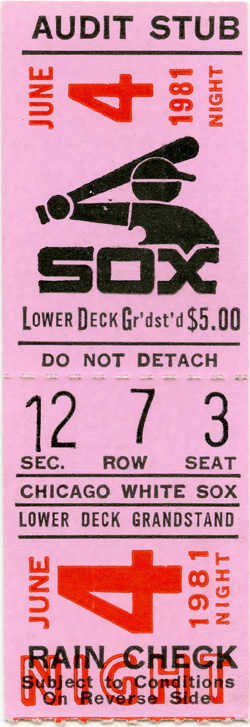 AUDIT STUB
JUNE 4 1981 NIGHT
SOX
LOWER DECK Gr'dst'd $5.00
DO NOT DETACH
12 7 3
SEC. ROW SEAT
CHICAGO WHITE SOX
LOWER DECK GRANDSTAND
JUNE 4 1981 NIGHT
NIGHT
RAIN CHECK
Subject to Conditions
On Reverse Side